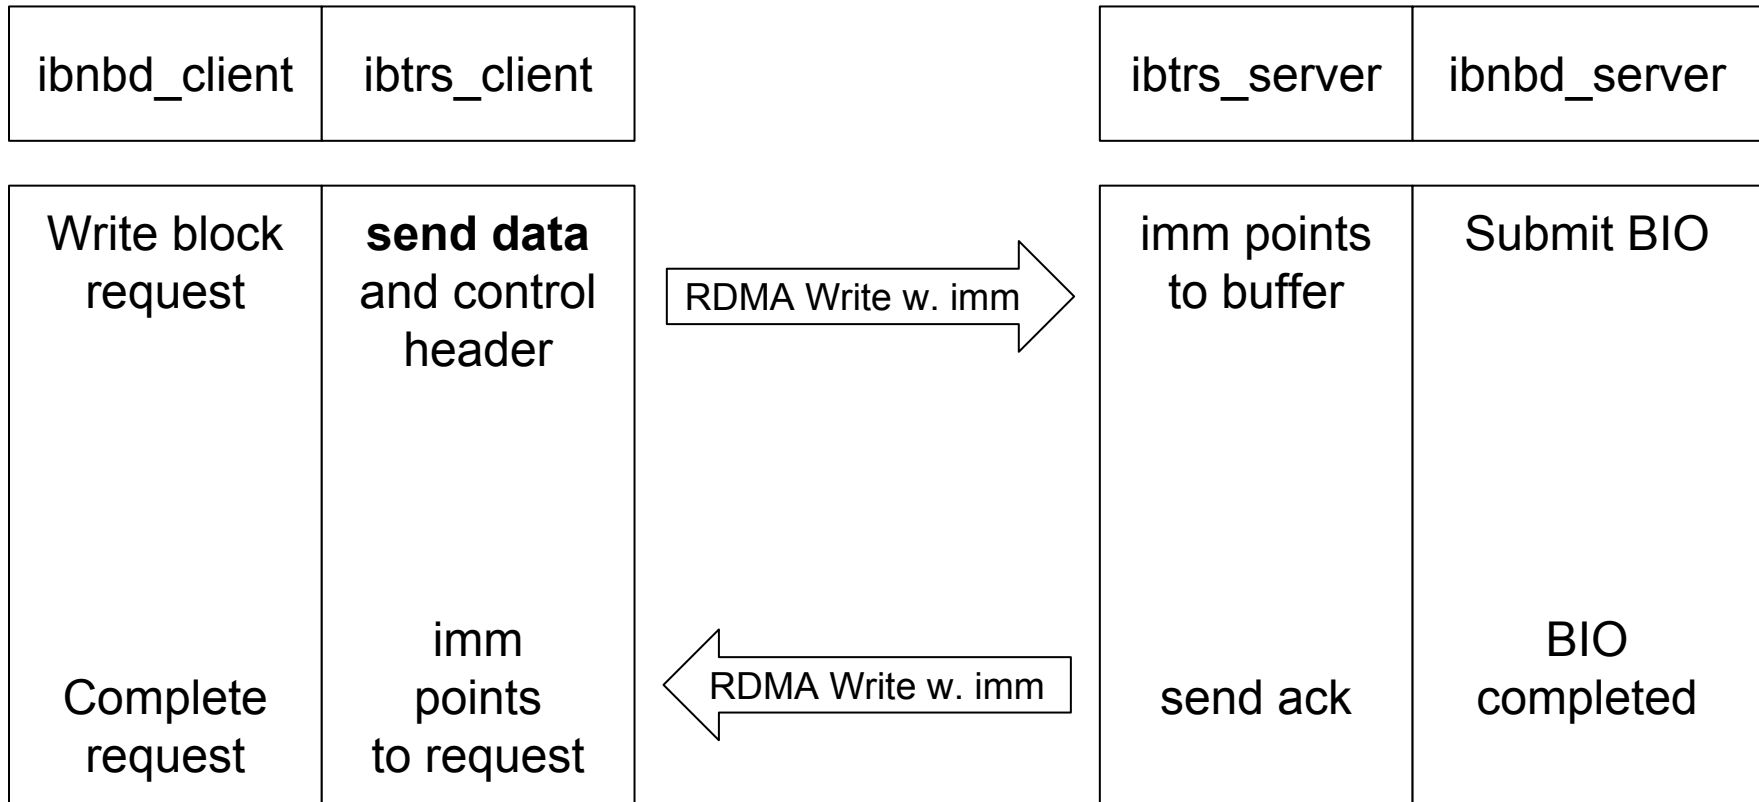 ibnbd_client
ibtrs_client
ibtrs_server
ibnbd_server
Write block
request
send data
and control
header
RDMA Write w. imm
imm points
to buffer
Submit BIO
Complete
request
imm
points
to request
RDMA Write w. imm
send ack
BIO
completed